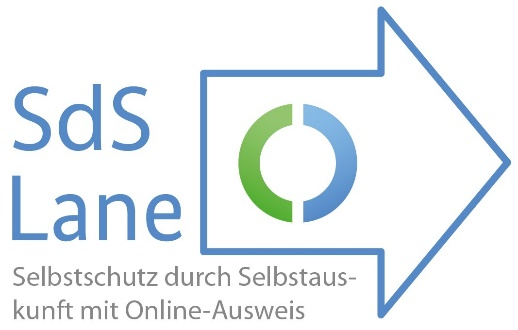 SdS
Lane
Selbstschutz durch Selbstaus-
kunft mit Online-Ausweis